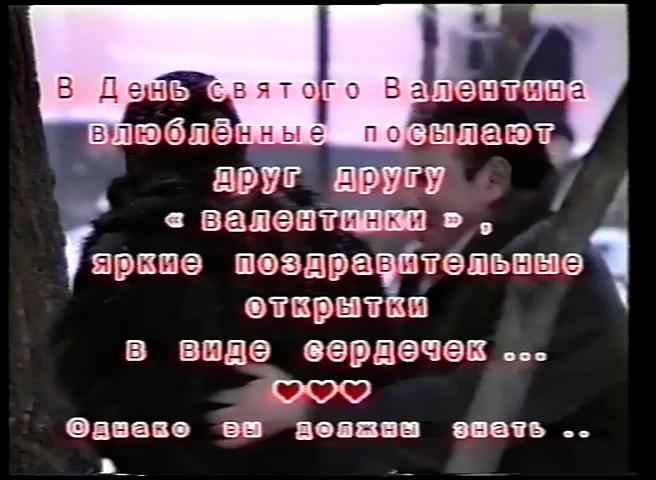 В День святого Валентина
влюблённые посылают
друг другу
« валентинки » ,
яркие поздравительные
открытки
в виде сердечек ...
♥♥♥
Однако вы должны знать ..